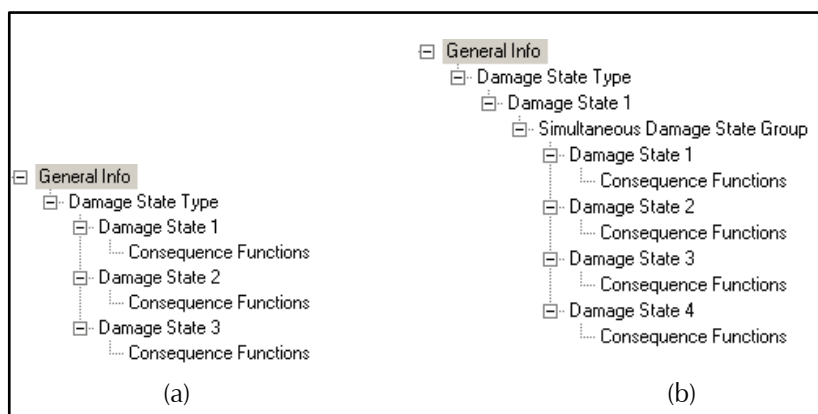 General Info
Damage State Type
Damage State 1
Consequence Functions
Damage State 2
Consequence Functions
Damage State 3
Consequence Functions
(a)
General Info
Damage State Type
Damage State 1
Simultaneous Damage State Group
Damage State 1
Consequence Functions
Damage State 2
Consequence Functions
Damage State 3
Consequence Functions
Damage State 4
Consequence Functions
(b)